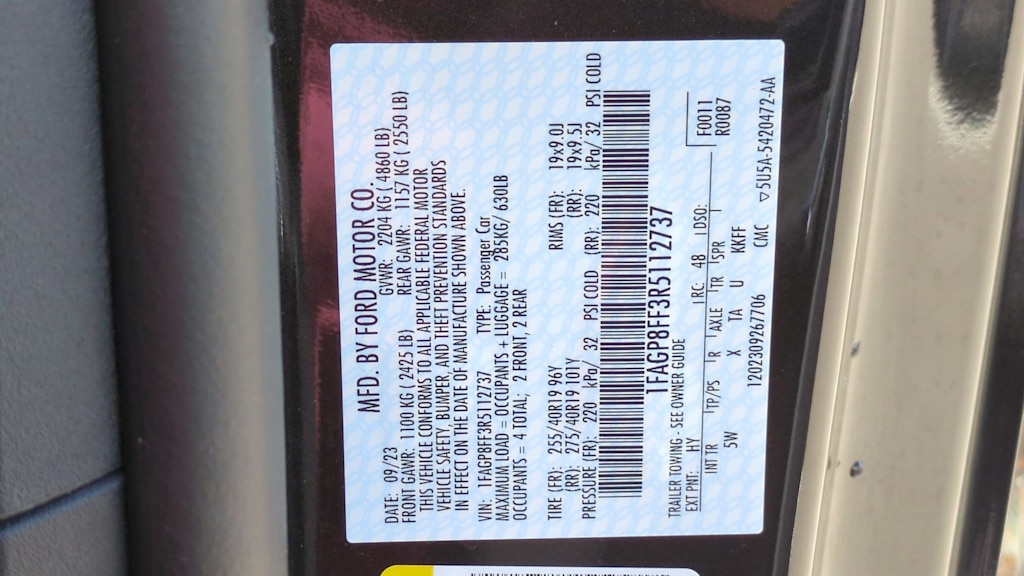 MFD. BY FORD MOTOR CO.
DATE: 09/23 GVWR: 2204 KG ( 4860 LB)
FRONT GAWR: 1100 KG ( 2425 LB) REAR GAWR: 1157 KG ( 2550 LB)
THIS VEHICLE CONFORMS TO ALL APPLICABLE FEDERAL MOTOR
VEHICLE SAFETY, BUMPER, AND THEFT PREVENTION STANDARDS
IN EFFECT ON THE DATE OF MANUFACTURE SHOWN ABOVE.
VIN: 1FAGP8FF3R5112737 TYPE: Passenger Car
MAXIMUM LOAD = OCCUPANTS + LUGGAGE = 285KG/ 630LB
OCCUPANTS = 4 TOTAL; 2 FRONT, 2 REAR
TIRE (FR): 255/40R19 96Y RIMS (FR): 19x9.0J
(RR): 275/40R19 101Y (RR): 19x9.5J
PRESSURE (FR): 220 kPa/ 32 PSI COLD (RR): 220 kPa/ 32 PSI COLD
1FAGP8FF3R5112737
TRAILER TOWING - SEE OWNER GUIDE
F0011
EXT PNT: HY RC: 48 LDSO: R0087
INT TR TP/PS R AXLE TR SPR
5W X TA U KKFF
1202309267706 CMC ▽5U5A-5420472-AA